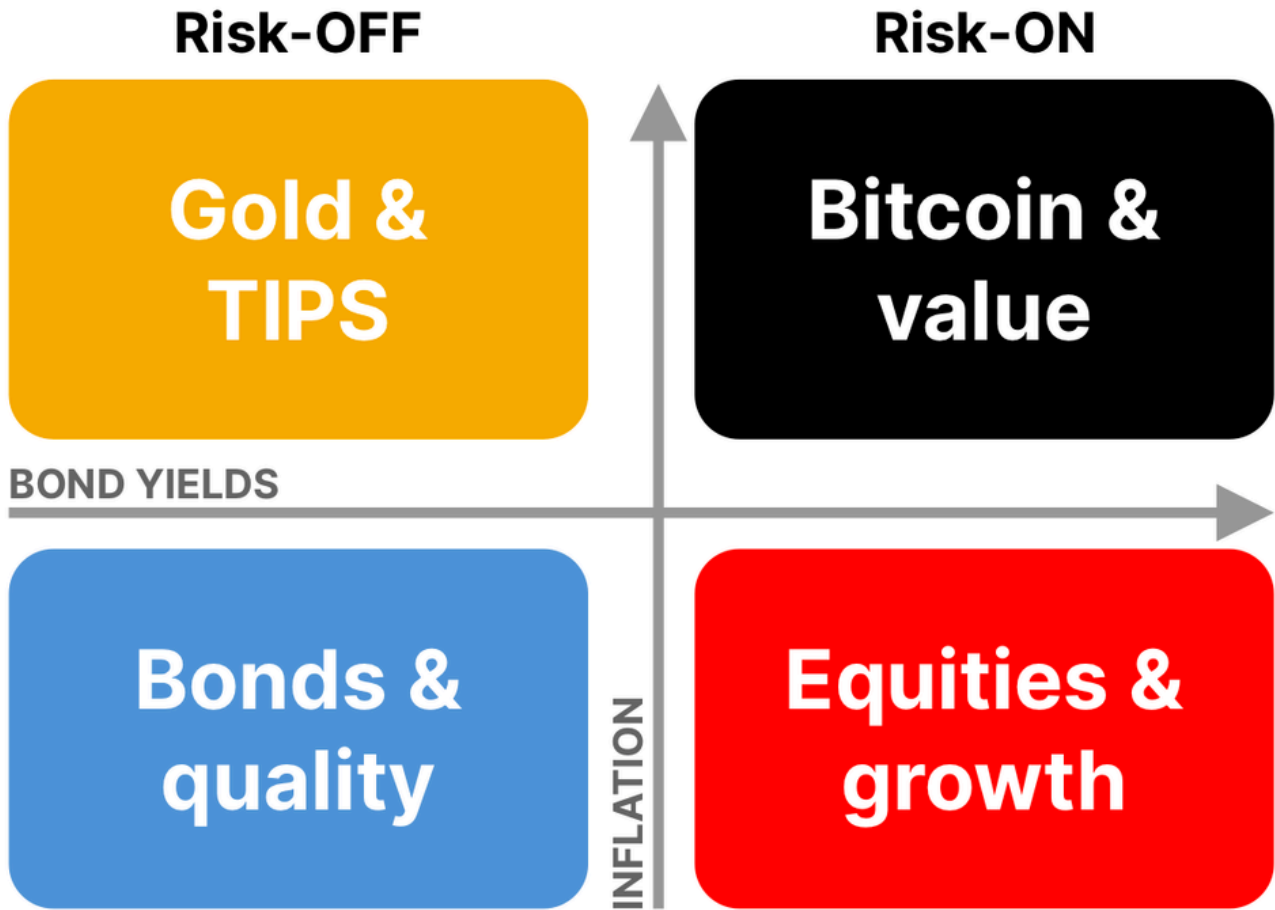 Risk-OFF
Risk-ON
Gold &
TIPS
Bitcoin &
value
BOND YIELDS
Bonds &
quality
INFLATION
Equities &
growth